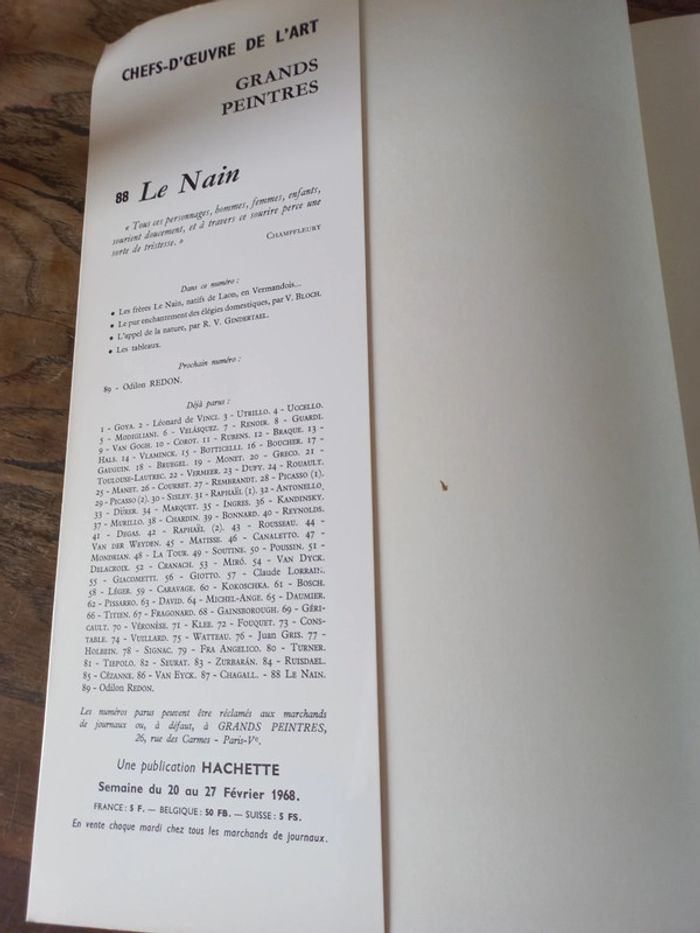 CHEFS-D'ŒUVRE DE L'ART
GRANDS
PEINTRES
88 Le Nain
« Tous ces personnages, hommes, femmes, enfants,
sourient doucement, et à travers ce sourire perce une
sorte de tristesse. »
CHAMPFLEURY
Dans ce numéro :
• Les frères Le Nain, natifs de Laon, en Vermandois...
• Le pur enchantement des élégies domestiques, par V. BLOCH.
• L'appel de la nature, par R. V. GINDERTAEL.
• Les tableaux.
Prochain numéro :
89 - Odilon REDON.
Déjà parus :
1 - GOYA. 2 - Léonard de VINCI. 3 - UTRILLO. 4 - UCCELLO.
5 - MODIGLIANI. 6 - VELÁSQUEZ. 7 - RENOIR. 8 - GUARDI.
9 - VAN GOGH. 10 - COROT. 11 - RUBENS. 12 - BRAQUE. 13 -
HALS. 14 - VLAMINCK. 15 - BOTTICELLI. 16 - BOUCHER. 17 -
GAUGUIN. 18 - BRUEGEL. 19 - MONET. 20 - GRECO. 21 -
TOULOUSE-LAUTREC. 22 - VERMEER. 23 - DUFY. 24 - ROUAULT.
25 - MANET. 26 - COURBET. 27 - REMBRANDT. 28 - PICASSO (1).
29 - PICASSO (2). 30 - SISLEY. 31 - RAPHAËL (1). 32 - ANTONELLO.
33 - DÜRER. 34 - MARQUET. 35 - INGRES. 36 - KANDINSKY.
37 - MURILLO. 38 - CHARDIN. 39 - BONNARD. 40 - REYNOLDS.
41 - DEGAS. 42 - RAPHAËL (2). 43 - ROUSSEAU. 44 -
VAN DER WEYDEN. 45 - MATISSE. 46 - CANALETTO. 47 -
MONDRIAN. 48 - LA TOUR. 49 - SOUTINE. 50 - POUSSIN. 51 -
DELACROIX. 52 - CRANACH. 53 - MIRÓ. 54 - VAN DYCK.
55 - GIACOMETTI. 56 - GIOTTO. 57 - Claude LORRAIN.
58 - LÉGER. 59 - CARAVAGE. 60 - KOKOSCHKA. 61 - BOSCH.
62 - PISSARRO. 63 - DAVID. 64 - MICHEL-ANGE. 65 - DAUMIER.
66 - TITIEN. 67 - FRAGONARD. 68 - GAINSBOROUGH. 69 - GÉRI-
CAULT. 70 - VÉRONÈSE. 71 - KLEE. 72 - FOUQUET. 73 - CONS-
TABLE. 74 - VUILLARD. 75 - WATTEAU. 76 - Juan GRIS. 77 -
HOLBEIN. 78 - SIGNAC. 79 - FRA ANGELICO. 80 - TURNER.
81 - TIEPOLO. 82 - SEURAT. 83 - ZURBARÁN. 84 - RUISDAEL.
85 - CÉZANNE. 86 - VAN EYCK. 87 - CHAGALL. - 88 LE NAIN.
89 - Odilon REDON.
Les numéros parus peuvent être réclamés aux marchands
de journaux ou, à défaut, à GRANDS PEINTRES,
26, rue des Carmes - Paris-Vᵉ.
Une publication HACHETTE
Semaine du 20 au 27 Février 1968.
FRANCE : 5 F. — BELGIQUE : 50 FB. — SUISSE : 5 FS.
En vente chaque mardi chez tous les marchands de journaux.